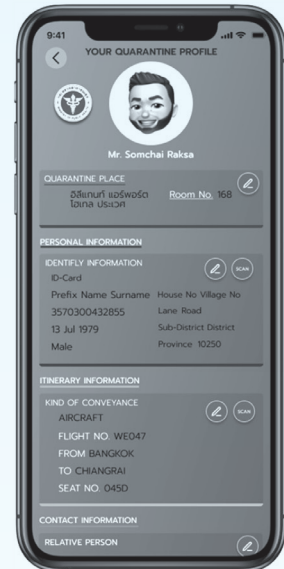 9:41
YOUR QUARANTINE PROFILE
Mr. Somchai Raksa
QUARANTINE PLACE
อีลีแกนท์ แอร์พอร์ต
โฮเทล ประเวศ
Room No. 168
PERSONAL INFORMATION
IDENTIFLY INFORMATION
SCAN
ID-Card
Prefix Name Surname
3570300432855
13 Jul 1979
Male
House No Village No
Lane Road
Sub-District District
Province 10250
ITINERARY INFORMATION
KIND OF CONVEYANCE
SCAN
AIRCRAFT
FLIGHT NO. WE047
FROM BANGKOK
TO CHIANGRAI
SEAT NO. 045D
CONTACT INFORMATION
RELATIVE PERSON